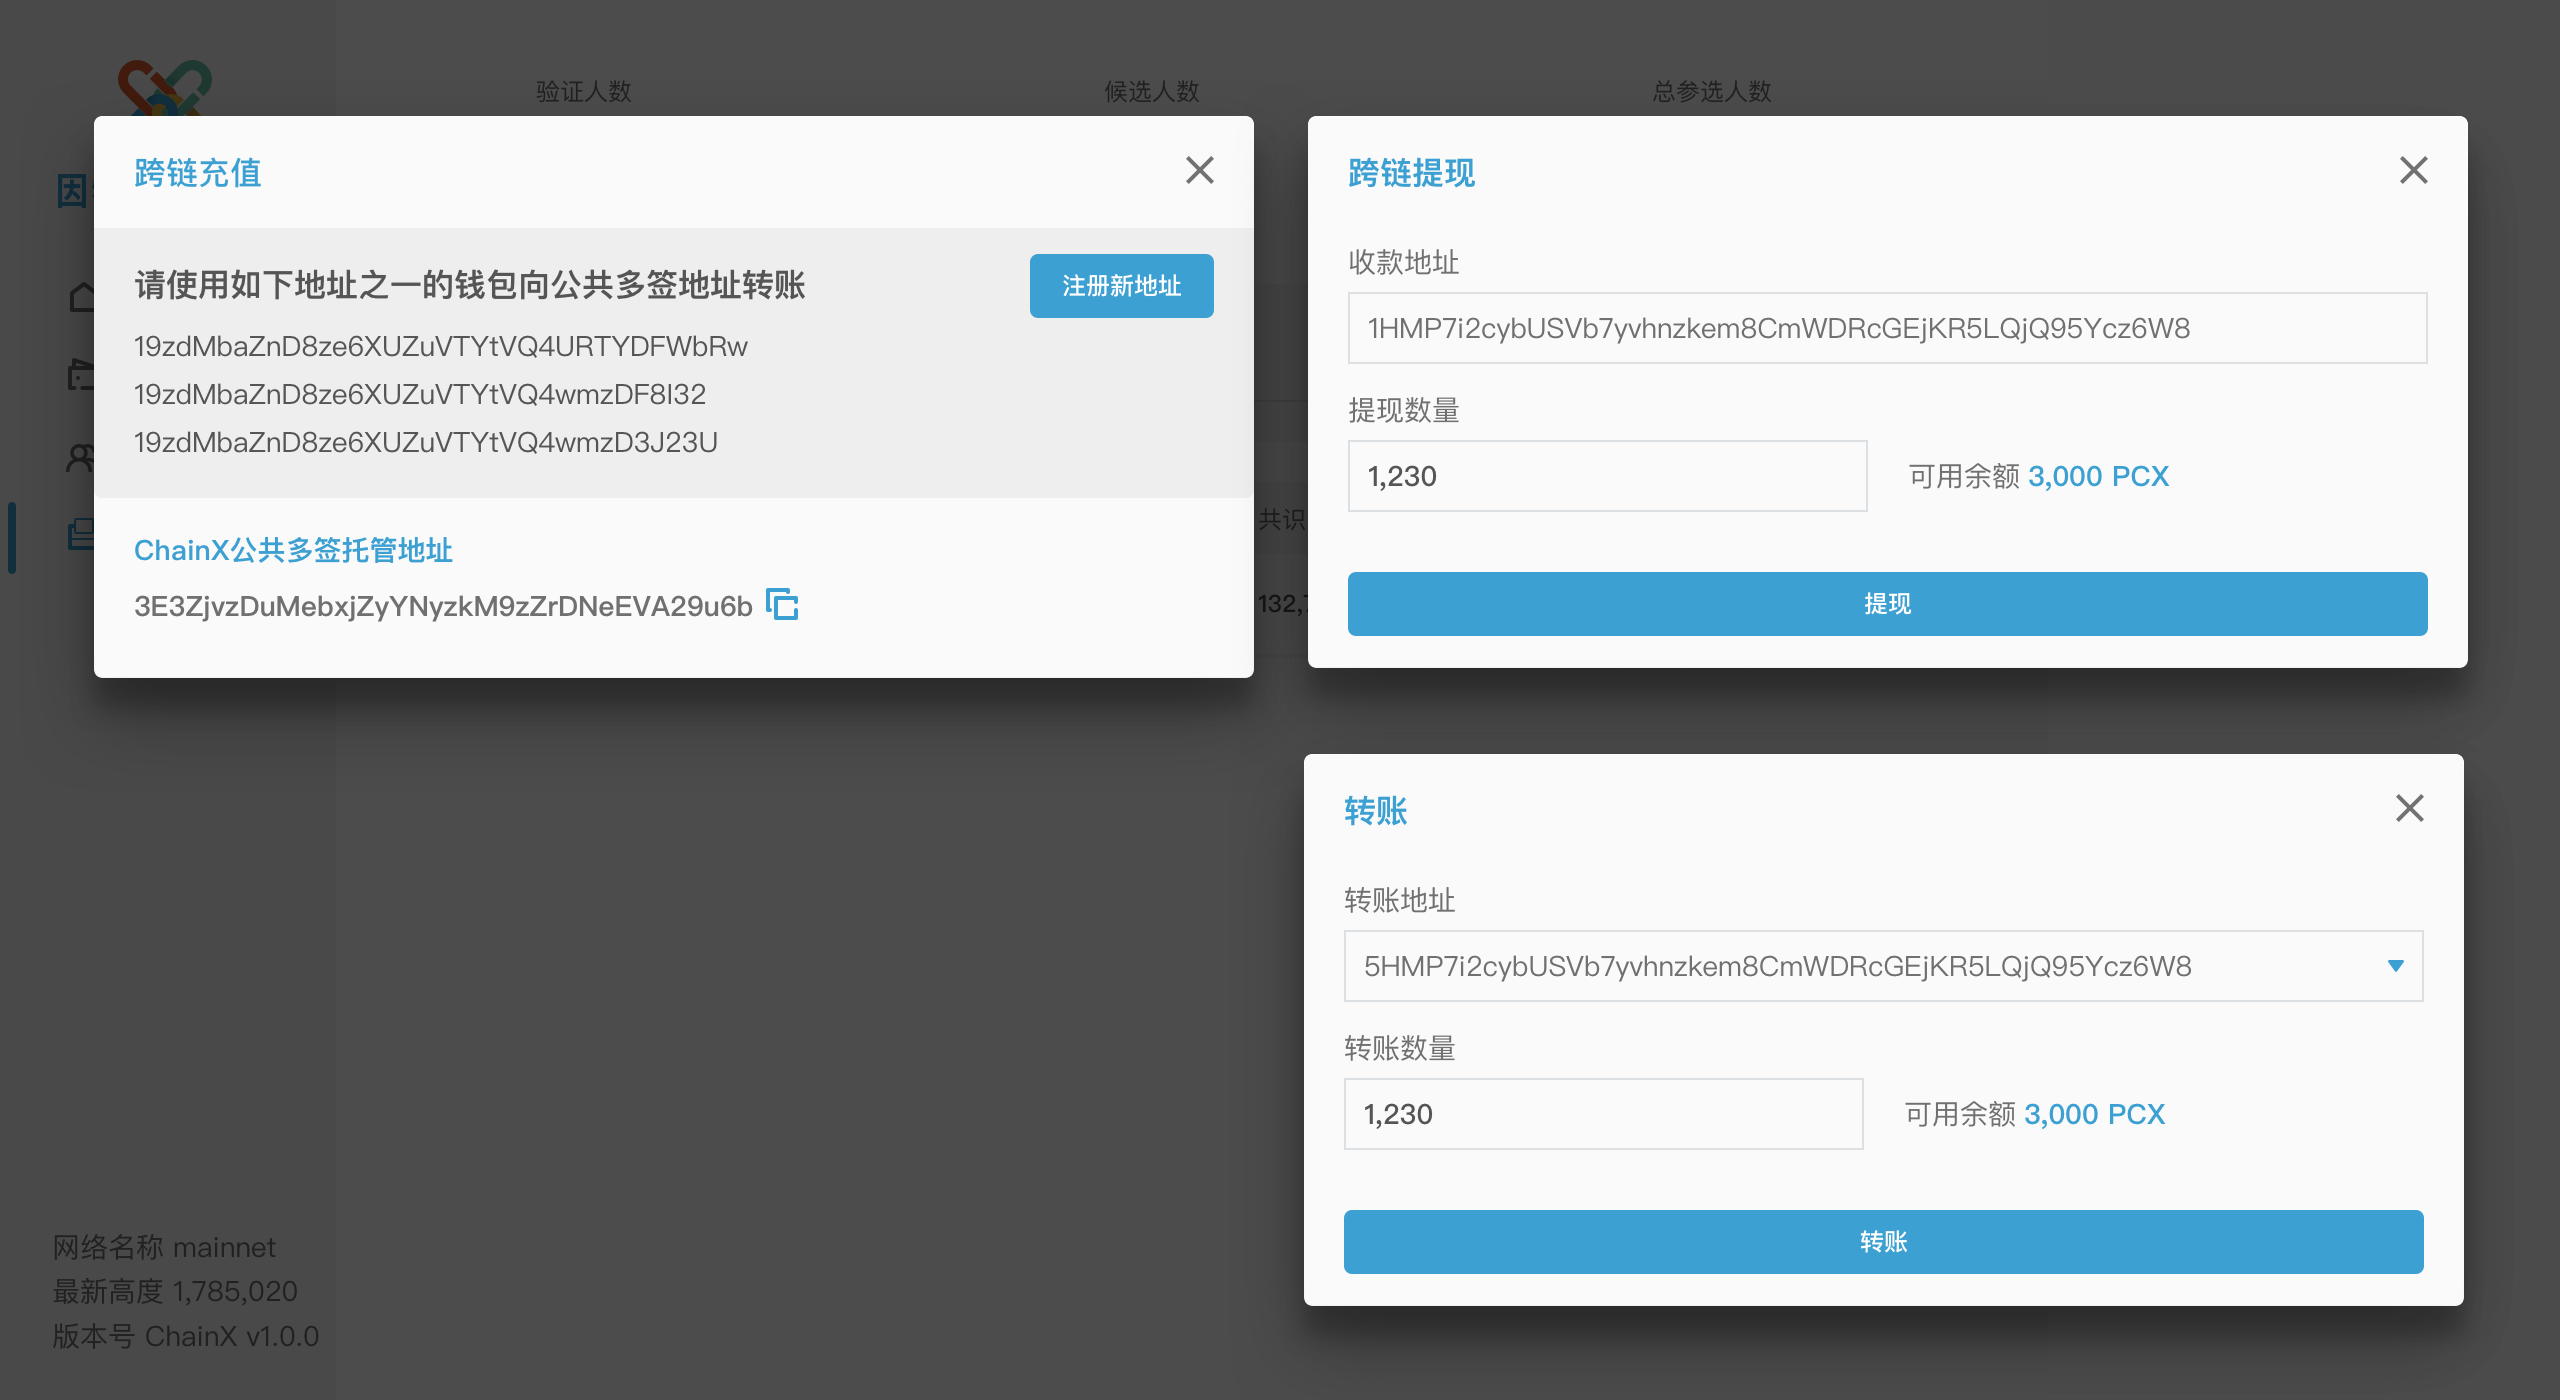 验证人数
候选人数
总参选人数
跨链充值
请使用如下地址之一的钱包向公共多签地址转账
注册新地址
19zdMbaZnD8ze6XUZuVTYtVQ4URTYDFWbRw
19zdMbaZnD8ze6XUZuVTYtVQ4wmzDF8I32
19zdMbaZnD8ze6XUZuVTYtVQ4wmzD3J23U
ChainX公共多签托管地址
3E3ZjvzDuMebxjZyYNyzkM9zZrDNeEVA29u6b
因
共识
132,
跨链提现
收款地址
1HMP7i2cybUSVb7yvhnzkem8CmWDRcGEjKR5LQjQ95Ycz6W8
提现数量
1,230
可用余额 3,000 PCX
提现
转账
转账地址
5HMP7i2cybUSVb7yvhnzkem8CmWDRcGEjKR5LQjQ95Ycz6W8
转账数量
1,230
可用余额 3,000 PCX
转账
网络名称 mainnet
最新高度 1,785,020
版本号 ChainX v1.0.0